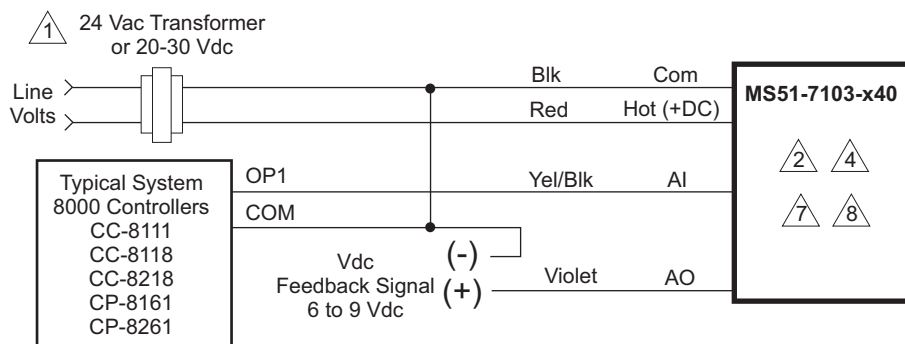 1
24 Vac Transformer
or 20-30 Vdc
Line
Volts
Blk
Com
Red
Hot (+DC)
MS51-7103-x40
2
4
7
8
Typical System
8000 Controllers
CC-8111
CC-8118
CC-8218
CP-8161
CP-8261
OP1
Yel/Blk
AI
COM
Vdc
Feedback Signal
6 to 9 Vdc
(-)
(+)
Violet
AO